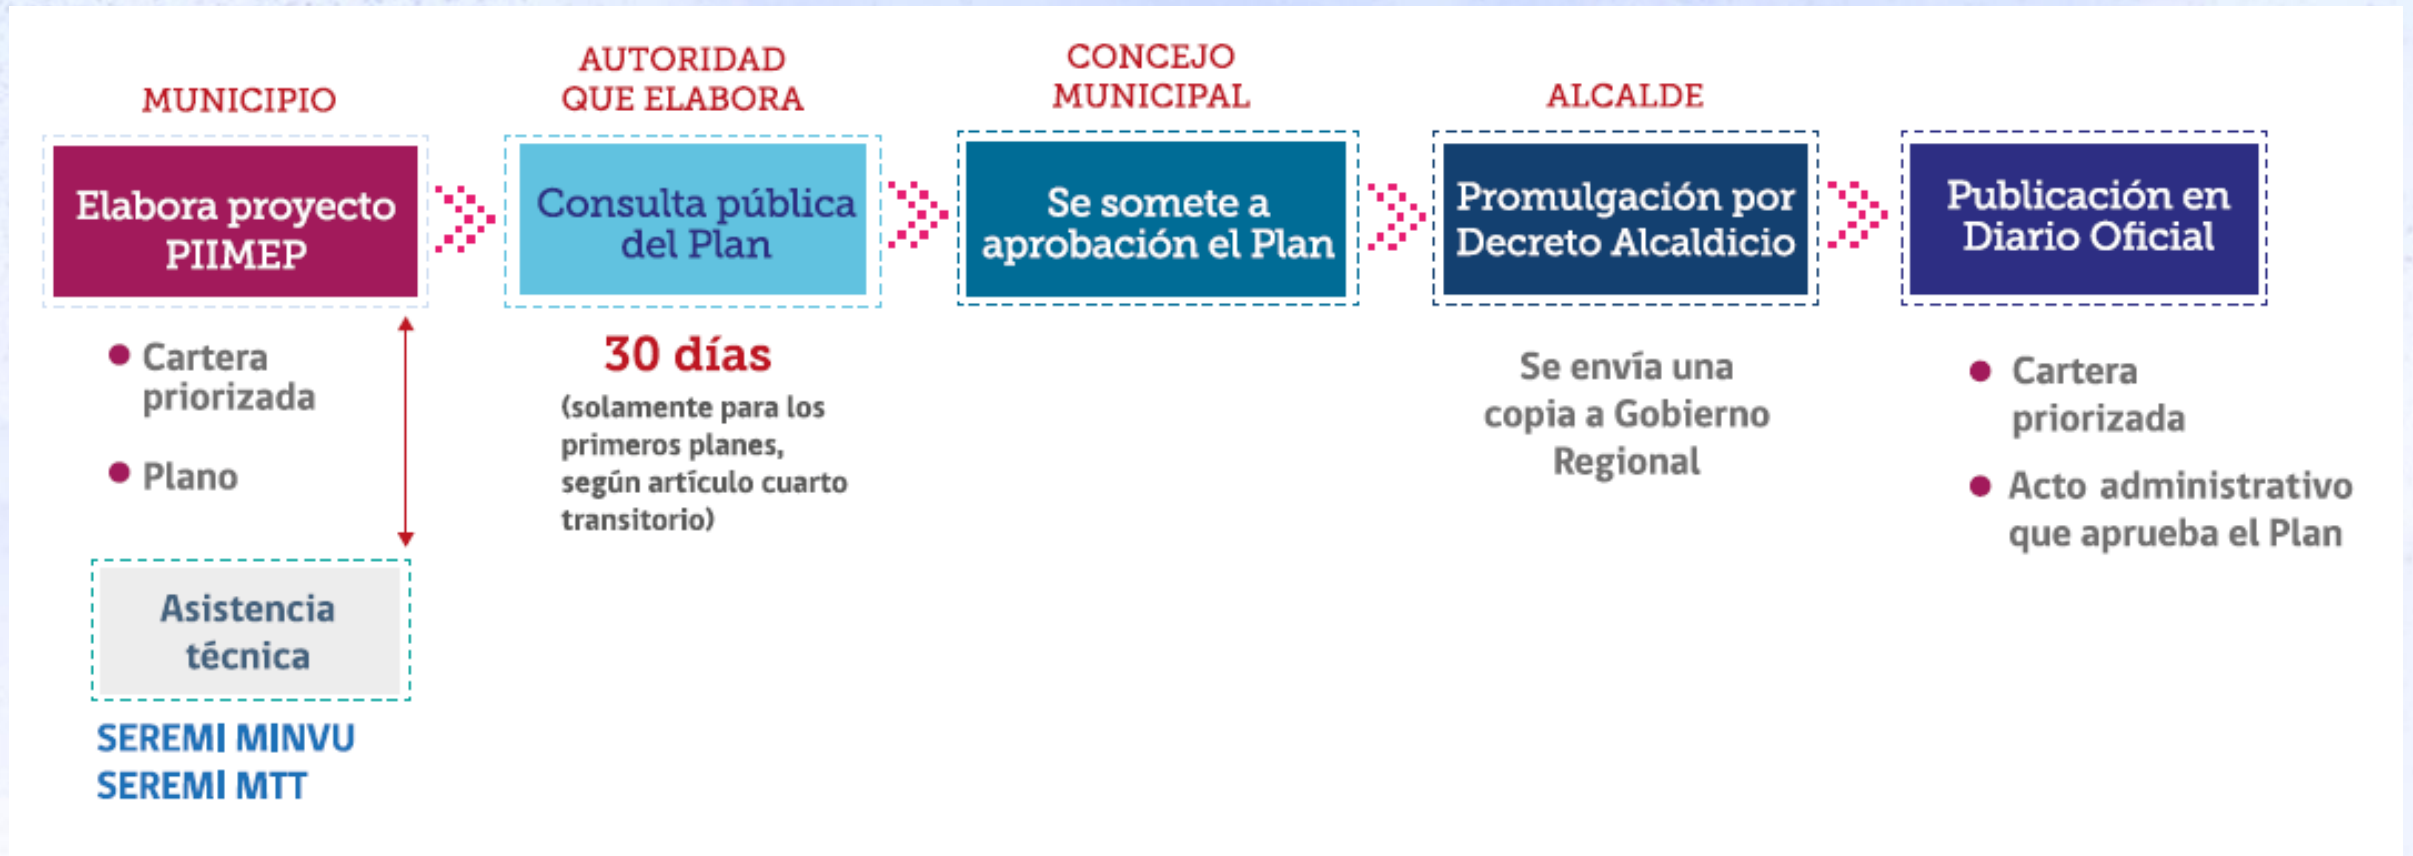 MUNICIPIO
Elabora proyecto
PIIMEP
Cartera
priorizada
Plano
Asistencia
técnica
SEREMI MINVU
SEREMI MTT
AUTORIDAD
QUE ELABORA
Consulta pública
del Plan
30 días
(solamente para los
primeros planes,
según artículo cuarto
transitorio)
CONCEJO
MUNICIPAL
Se somete a
aprobación el Plan
ALCALDE
Promulgación por
Decreto Alcaldicio
Se envía una
copia a Gobierno
Regional
Publicación en
Diario Oficial
Cartera
priorizada
Acto administrativo
que aprueba el Plan